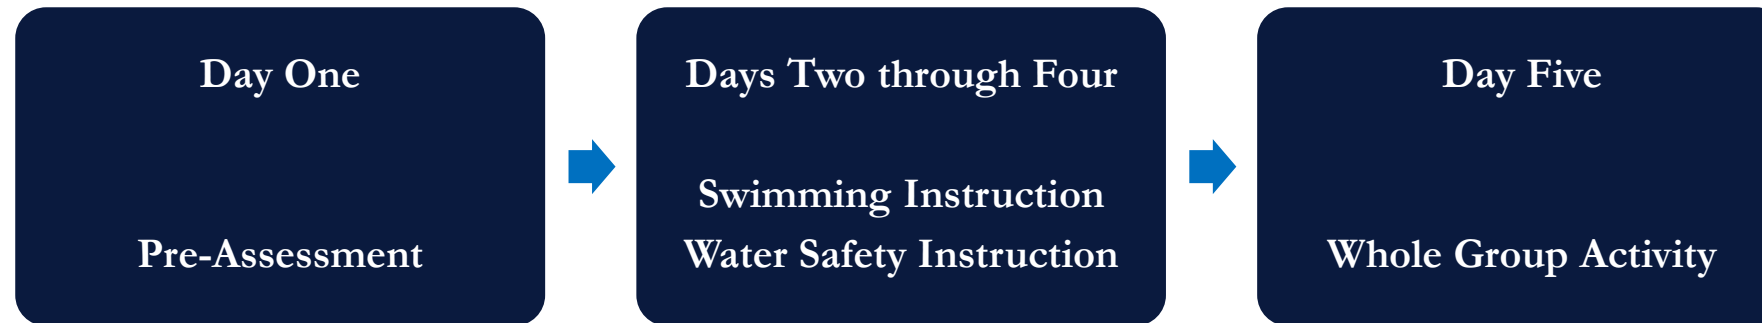 Day One
Pre-Assessment
Days Two through Four
Swimming Instruction
Water Safety Instruction
Day Five
Whole Group Activity